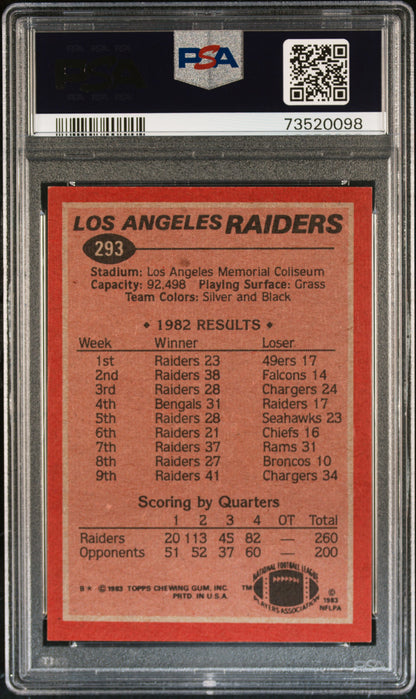 PSA
PSA
73520098
LOS ANGELES RAIDERS
293
Stadium: Los Angeles Memorial Coliseum
Capacity: 92,498 Playing Surface: Grass
Team Colors: Silver and Black
• 1982 RESULTS •
Week Winner Loser
1st Raiders 23 49ers 17
2nd Raiders 38 Falcons 14
3rd Raiders 28 Chargers 24
4th Bengals 31 Raiders 17
5th Raiders 28 Seahawks 23
6th Raiders 21 Chiefs 16
7th Raiders 37 Rams 31
8th Raiders 27 Broncos 10
9th Raiders 41 Chargers 34
Scoring by Quarters
1 2 3 4 OT Total
Raiders 20 113 45 82 — 260
Opponents 51 52 37 60 — 200
B* © 1983 TOPPS CHEWING GUM, INC.
PRTD. IN U.S.A.
TM
NATIONAL FOOTBALL LEAGUE
PLAYERS ASSOCIATION
© 1983
NFLPA